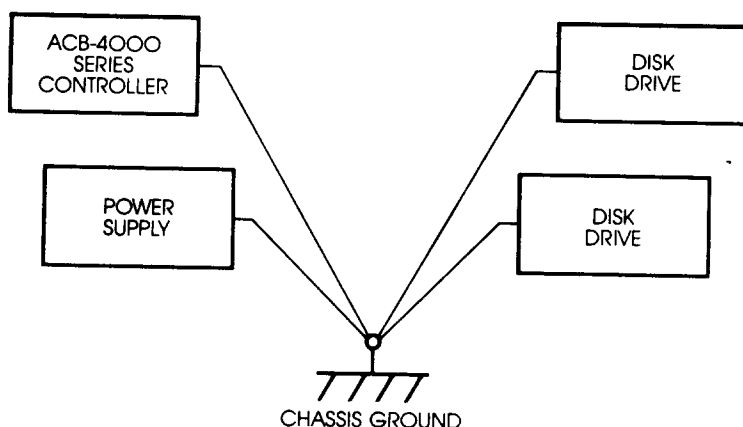 ACB-4000
SERIES
CONTROLLER
DISK
DRIVE
POWER
SUPPLY
DISK
DRIVE
CHASSIS GROUND